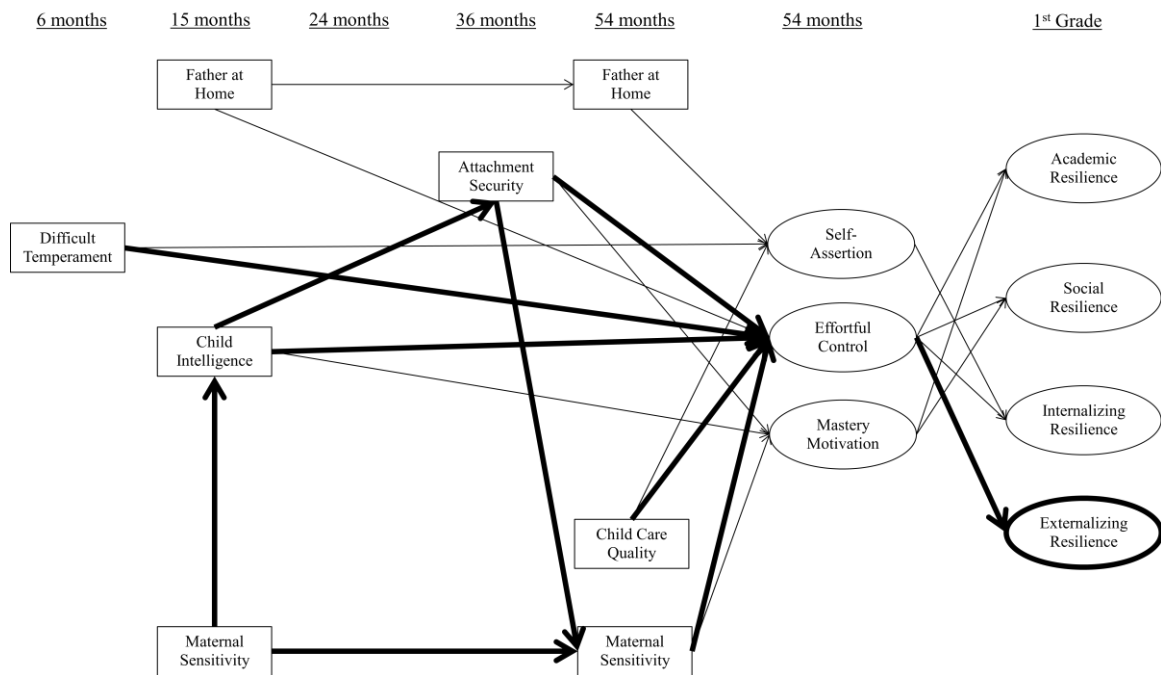 6 months 15 months 24 months 36 months 54 months 54 months 1st Grade
Father at
Home
Father at
Home
Attachment
Security
Academic
Resilience
Difficult
Temperament
Self-
Assertion
Social
Resilience
Child
Intelligence
Effortful
Control
Mastery
Motivation
Internalizing
Resilience
Child Care
Quality
Externalizing
Resilience
Maternal
Sensitivity
Maternal
Sensitivity